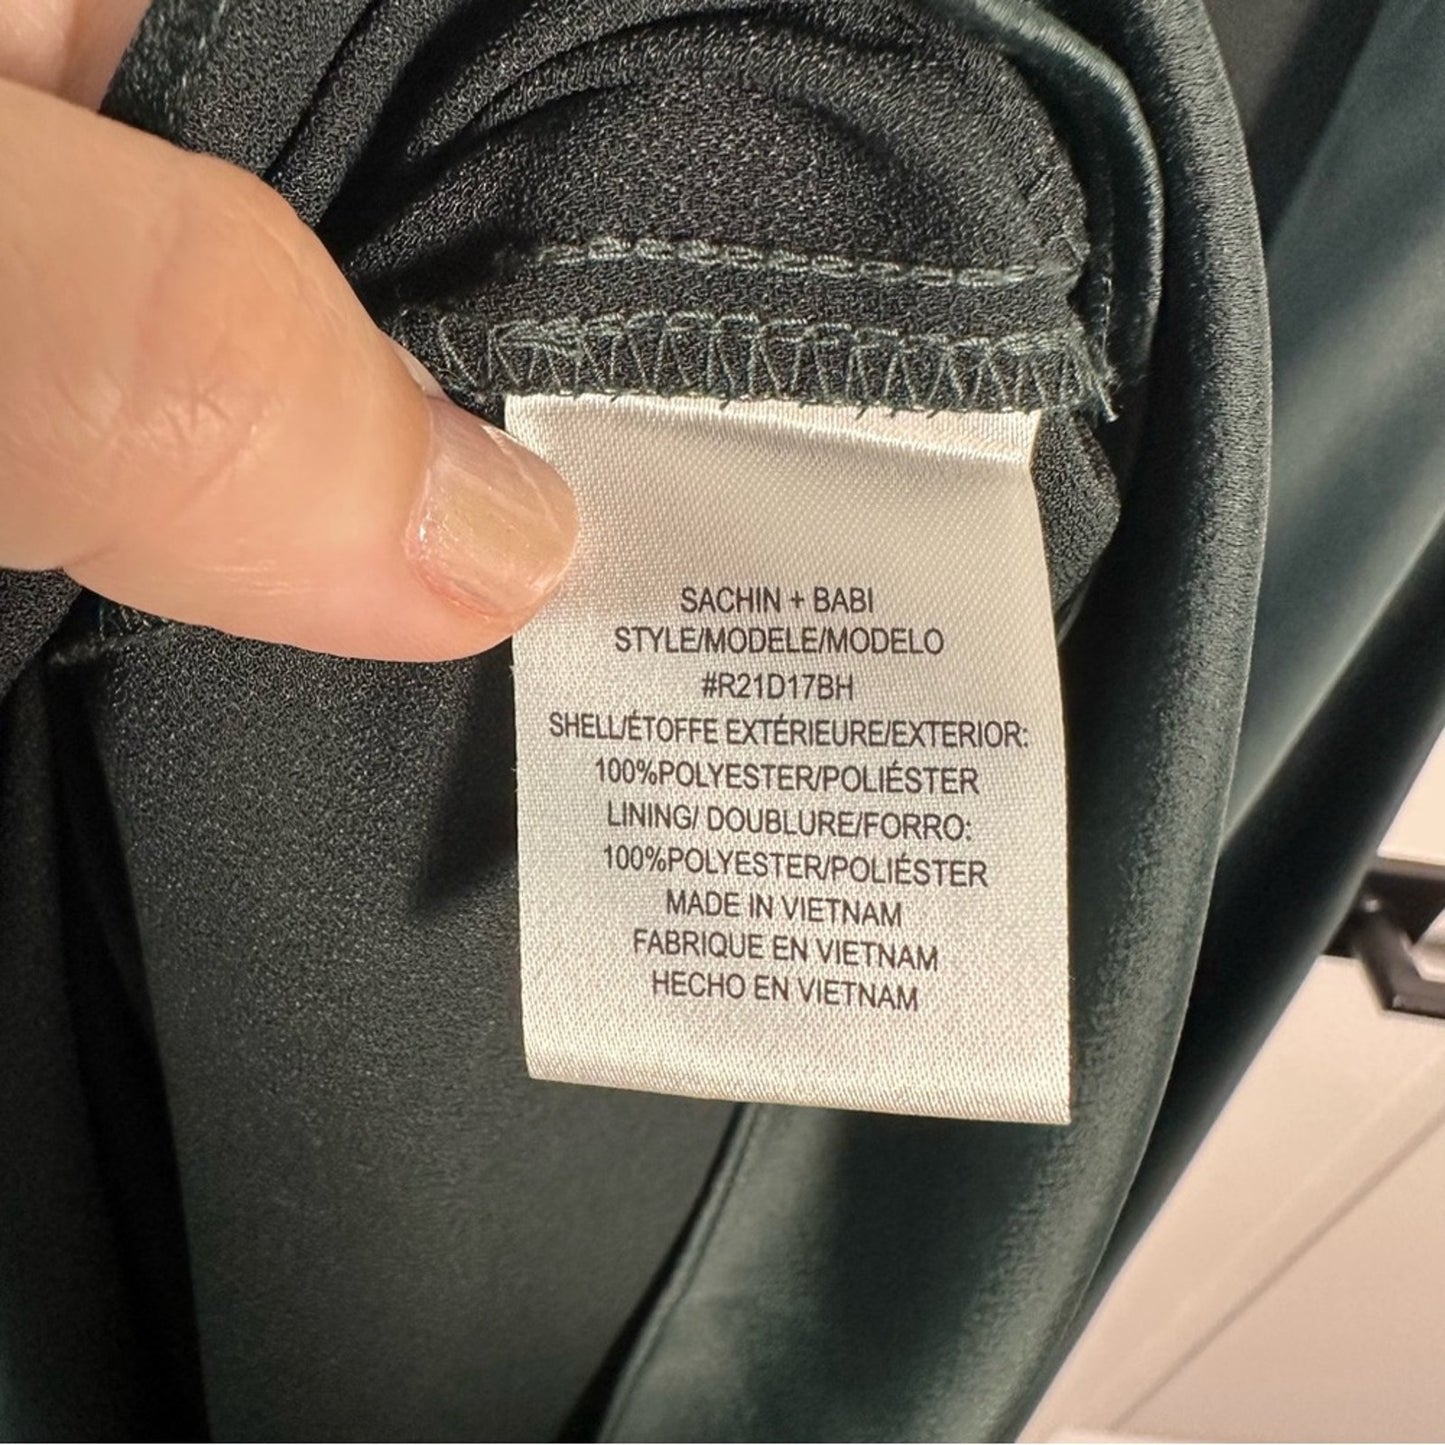 SACHIN + BABI
STYLE/MODELE/MODELO
#R21D17BH
SHELL/ÉTOFFE EXTÉRIEURE/EXTERIOR:
100%POLYESTER/POLIÉSTER
LINING/ DOUBLURE/FORRO:
100%POLYESTER/POLIÉSTER
MADE IN VIETNAM
FABRIQUE EN VIETNAM
HECHO EN VIETNAM